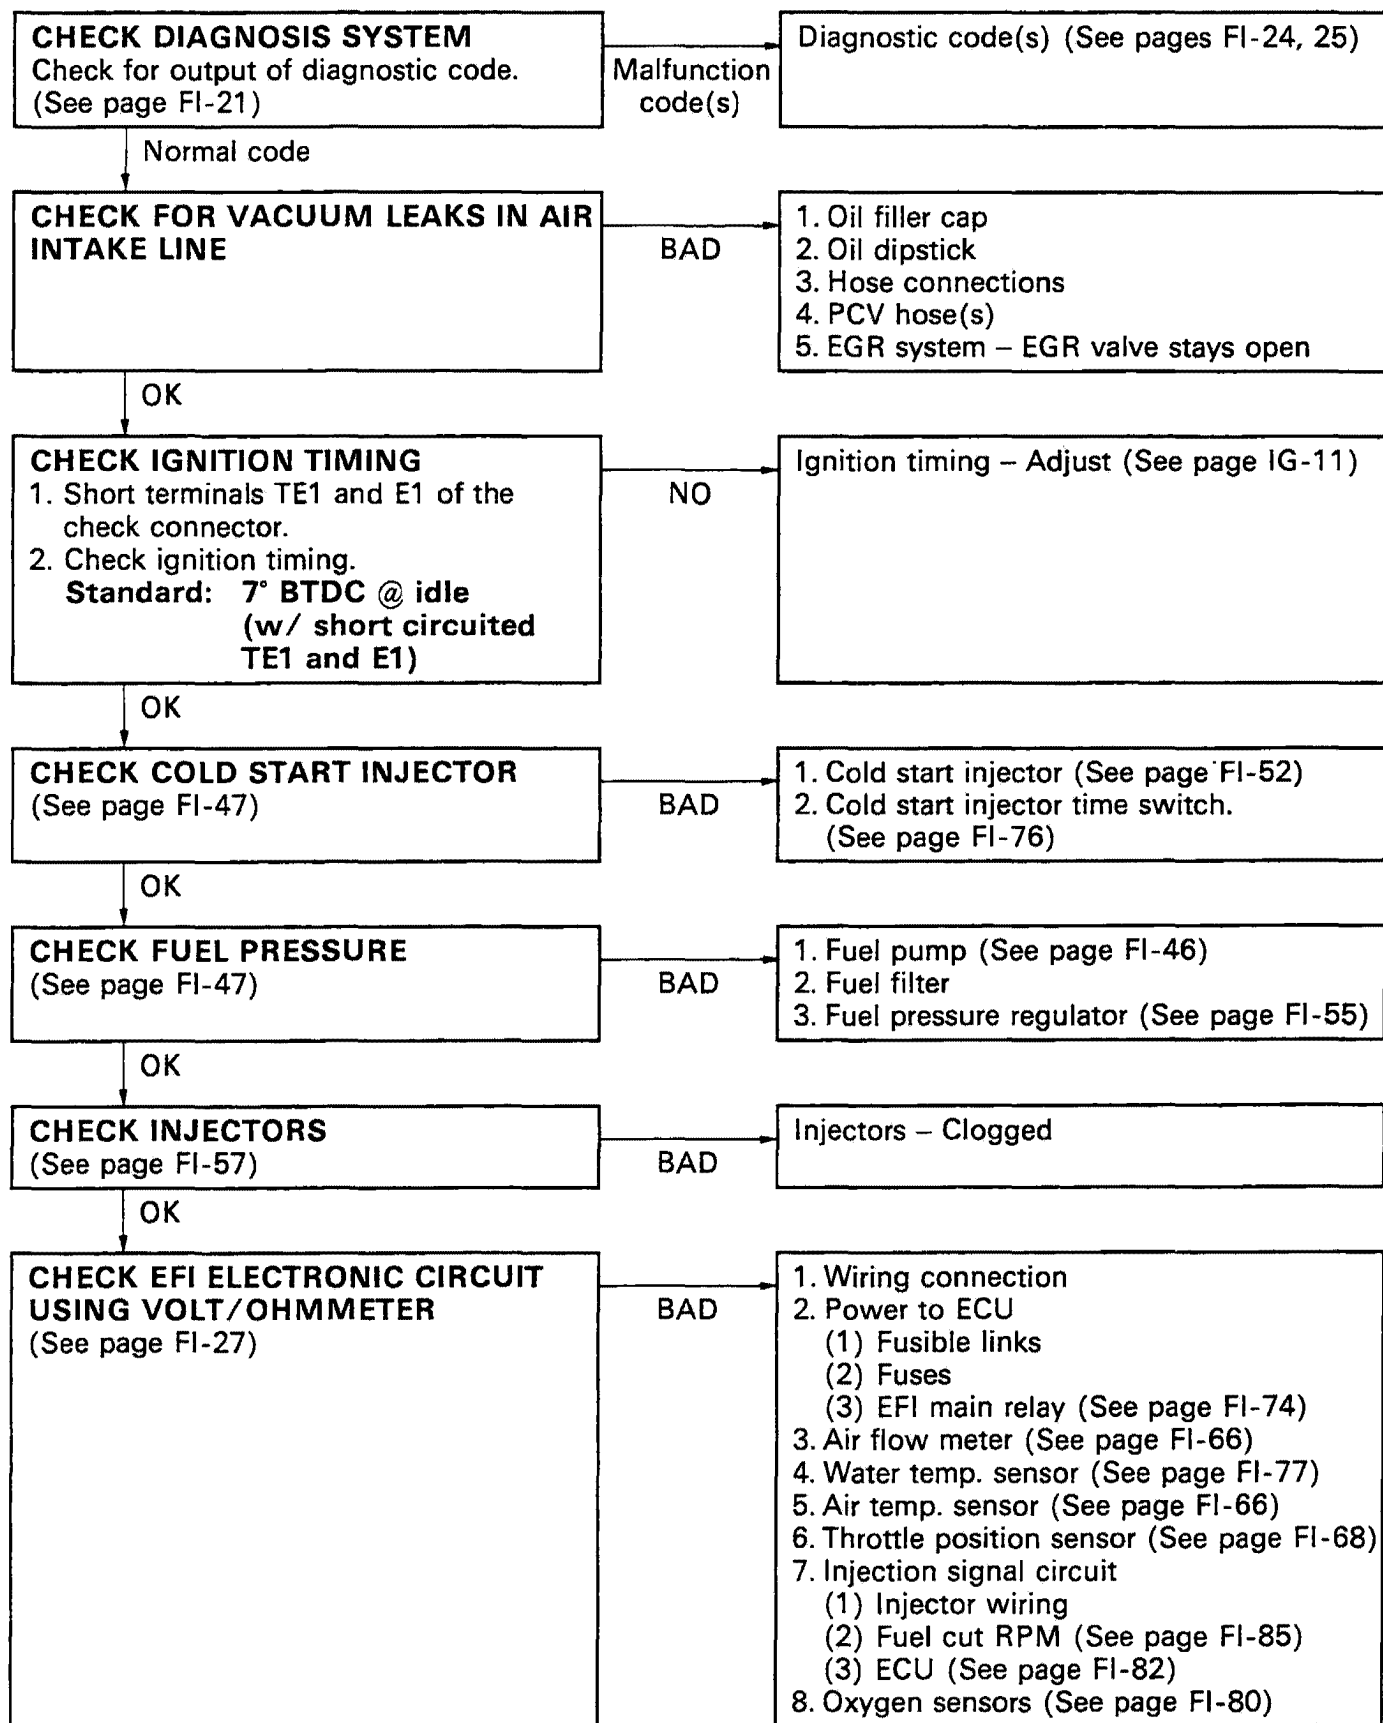 CHECK DIAGNOSIS SYSTEM
Check for output of diagnostic code.
(See page FI-21)
Malfunction
code(s)
Diagnostic code(s) (See pages FI-24, 25)
Normal code
CHECK FOR VACUUM LEAKS IN AIR
INTAKE LINE
BAD
1. Oil filler cap
2. Oil dipstick
3. Hose connections
4. PCV hose(s)
5. EGR system – EGR valve stays open
OK
CHECK IGNITION TIMING
1. Short terminals TE1 and E1 of the
check connector.
2. Check ignition timing.
Standard: 7° BTDC @ idle
(w/ short circuited
TE1 and E1)
NO
Ignition timing – Adjust (See page IG-11)
OK
CHECK COLD START INJECTOR
(See page FI-47)
BAD
1. Cold start injector (See page FI-52)
2. Cold start injector time switch.
(See page FI-76)
OK
CHECK FUEL PRESSURE
(See page FI-47)
BAD
1. Fuel pump (See page FI-46)
2. Fuel filter
3. Fuel pressure regulator (See page FI-55)
OK
CHECK INJECTORS
(See page FI-57)
BAD
Injectors – Clogged
OK
CHECK EFI ELECTRONIC CIRCUIT
USING VOLT/OHMMETER
(See page FI-27)
BAD
1. Wiring connection
2. Power to ECU
(1) Fusible links
(2) Fuses
(3) EFI main relay (See page FI-74)
3. Air flow meter (See page FI-66)
4. Water temp. sensor (See page FI-77)
5. Air temp. sensor (See page FI-66)
6. Throttle position sensor (See page FI-68)
7. Injection signal circuit
(1) Injector wiring
(2) Fuel cut RPM (See page FI-85)
(3) ECU (See page FI-82)
8. Oxygen sensors (See page FI-80)